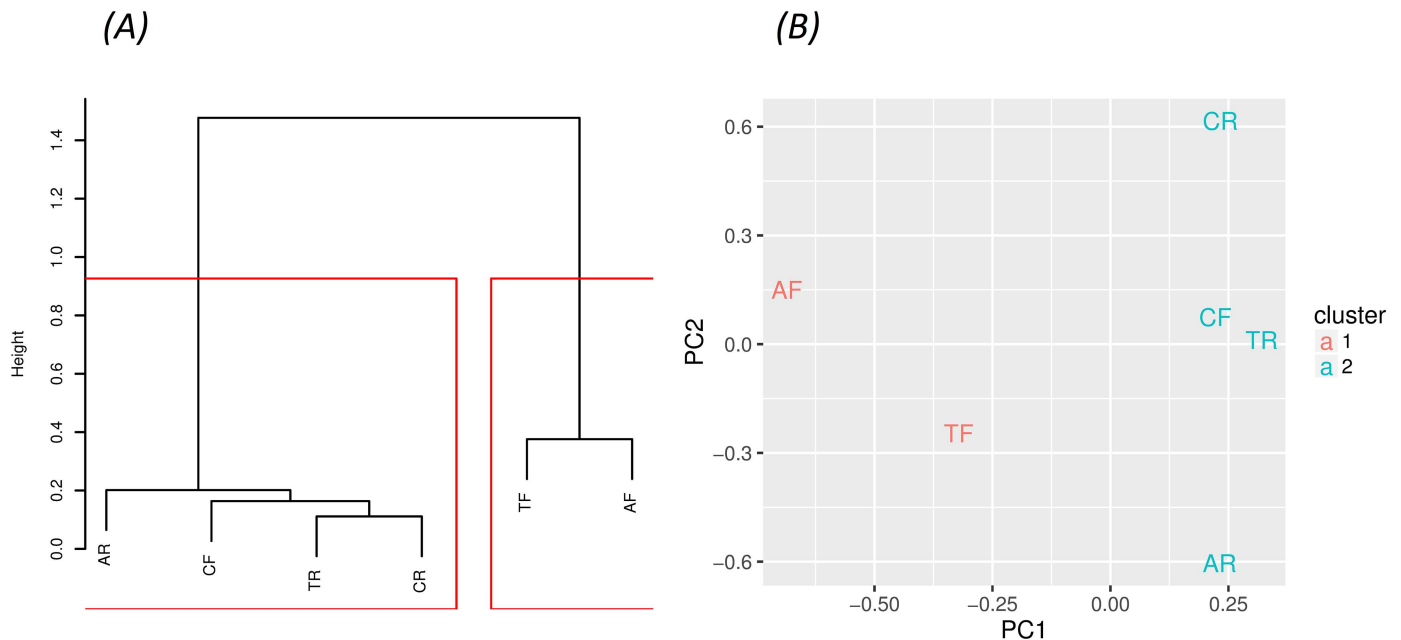 (A)
(B)
Height
1.4
1.2
1.0
0.8
0.6
0.4
0.2
0.0
AR
CF
TR
CR
TF
AF
PC2
0.6
0.3
0.0
−0.3
−0.6
CR
AF
CF
TR
TF
AR
−0.50
−0.25
0.00
0.25
PC1
cluster
a 1
a 2